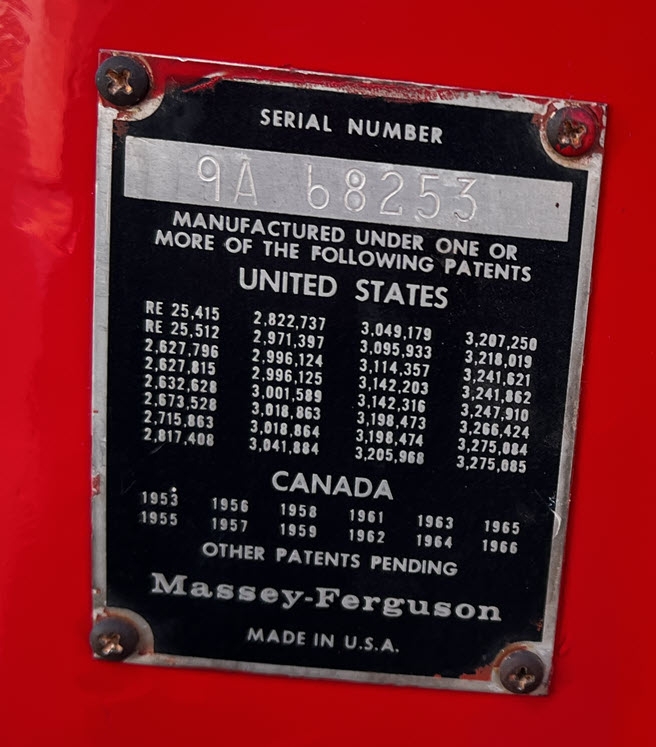 SERIAL NUMBER
9A 68253
MANUFACTURED UNDER ONE OR
MORE OF THE FOLLOWING PATENTS
UNITED STATES
RE 25,415 2,822,737 3,049,179 3,207,250
RE 25,512 2,971,397 3,095,933 3,218,019
2,627,796 2,996,124 3,114,357 3,241,621
2,627,815 2,996,125 3,142,203 3,241,862
2,632,628 3,001,589 3,142,316 3,247,910
2,673,528 3,018,863 3,198,473 3,266,424
2,715,863 3,018,864 3,198,474 3,275,084
2,817,408 3,041,884 3,205,968 3,275,085
CANADA
1953 1956 1958 1961 1963 1965
1955 1957 1959 1962 1964 1966
OTHER PATENTS PENDING
Massey-Ferguson
MADE IN U.S.A.